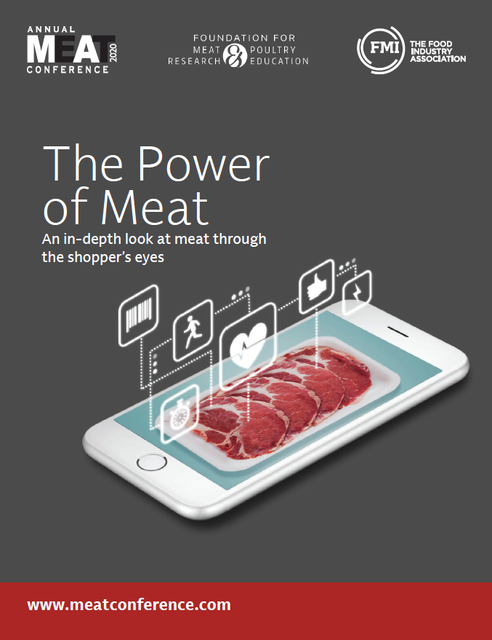 ANNUAL
MEAT 2020
CONFERENCE
FOUNDATION FOR
MEAT & POULTRY
RESEARCH EDUCATION
FMI
THE FOOD
INDUSTRY
ASSOCIATION
The Power
of Meat
An in-depth look at meat through
the shopper's eyes
www.meatconference.com